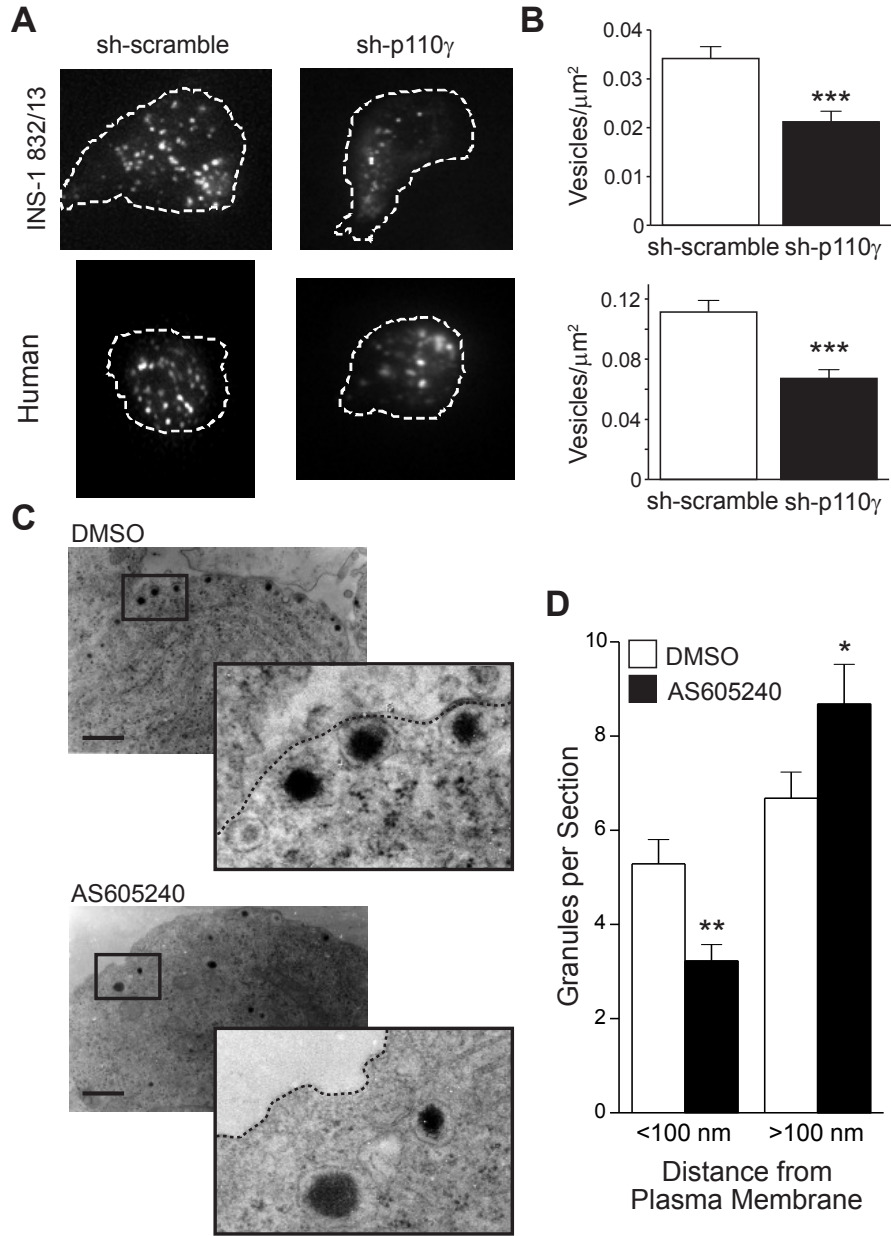 A
sh-scramble
sh-p110γ
INS-1 832/13
Human
B
Vesicles/μm²
0.04
0.03
0.02
0.01
0
***
sh-scramble sh-p110γ
Vesicles/μm²
0.12
0.08
0.04
0
***
sh-scramble sh-p110γ
C
DMSO
AS605240
D
Granules per Section
10
8
6
4
2
0
DMSO
AS605240
**
*
<100 nm >100 nm
Distance from
Plasma Membrane